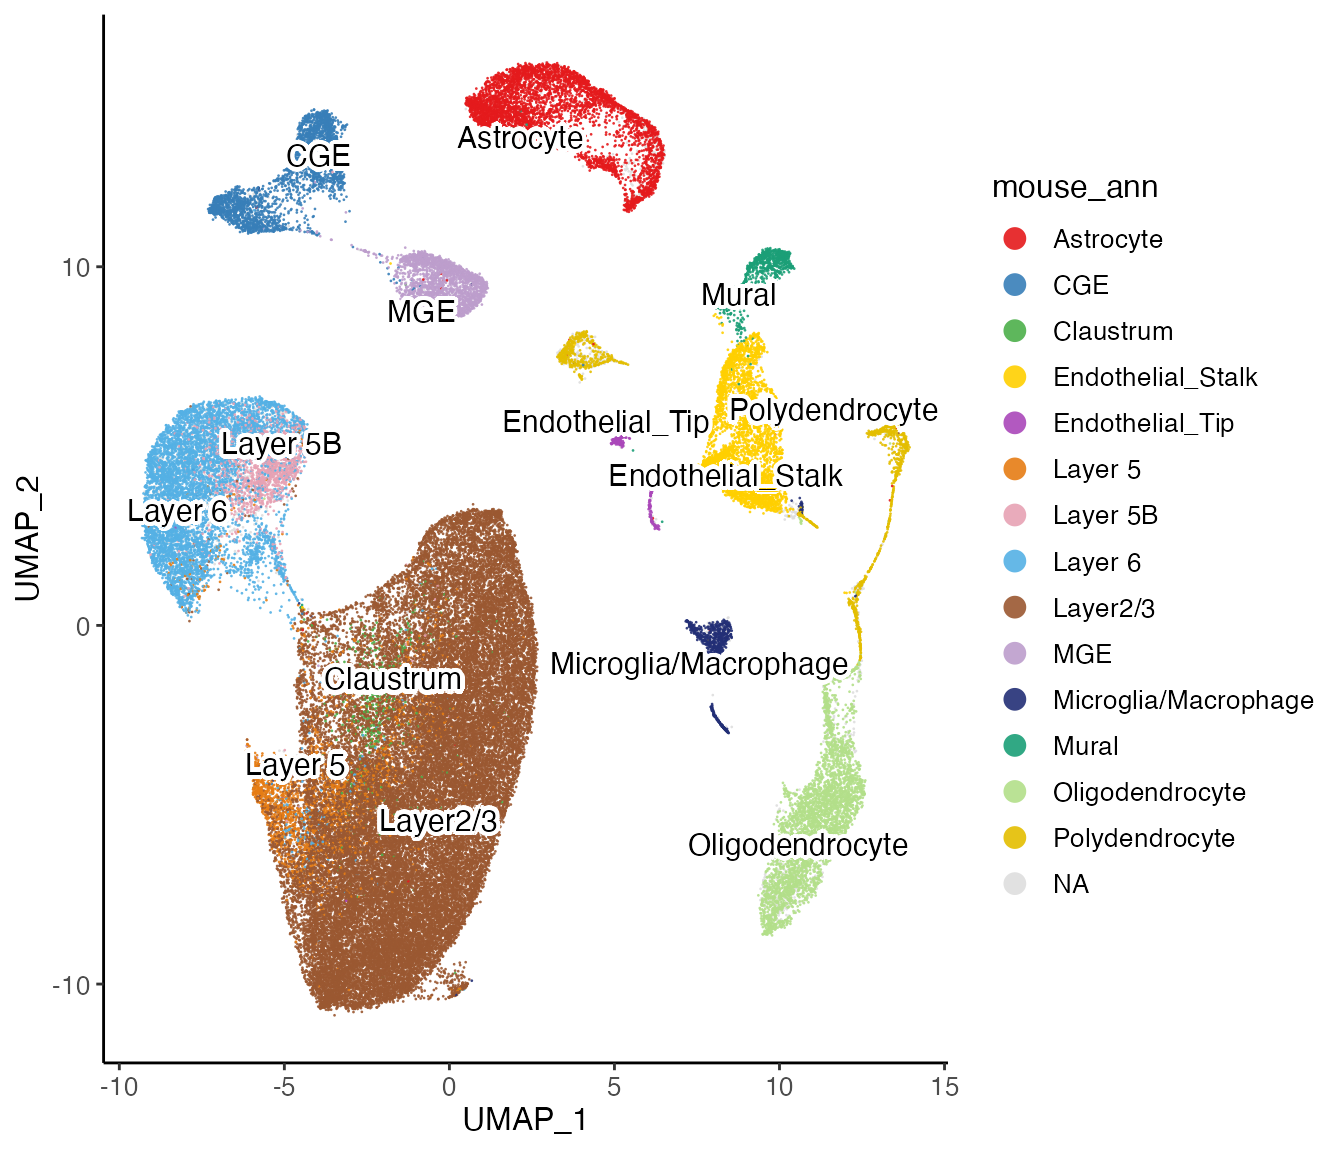 Astrocyte
CGE
MGE
Mural
Endothelial_Tip
Polydendrocyte
Endothelial_Stalk
Layer 5B
Layer 6
Microglia/Macrophage
Claustrum
Layer 5
Layer2/3
Oligodendrocyte
10
0
-10
UMAP_2
-10
-5
0
5
10
15
UMAP_1
mouse_ann
Astrocyte
CGE
Claustrum
Endothelial_Stalk
Endothelial_Tip
Layer 5
Layer 5B
Layer 6
Layer2/3
MGE
Microglia/Macrophage
Mural
Oligodendrocyte
Polydendrocyte
NA